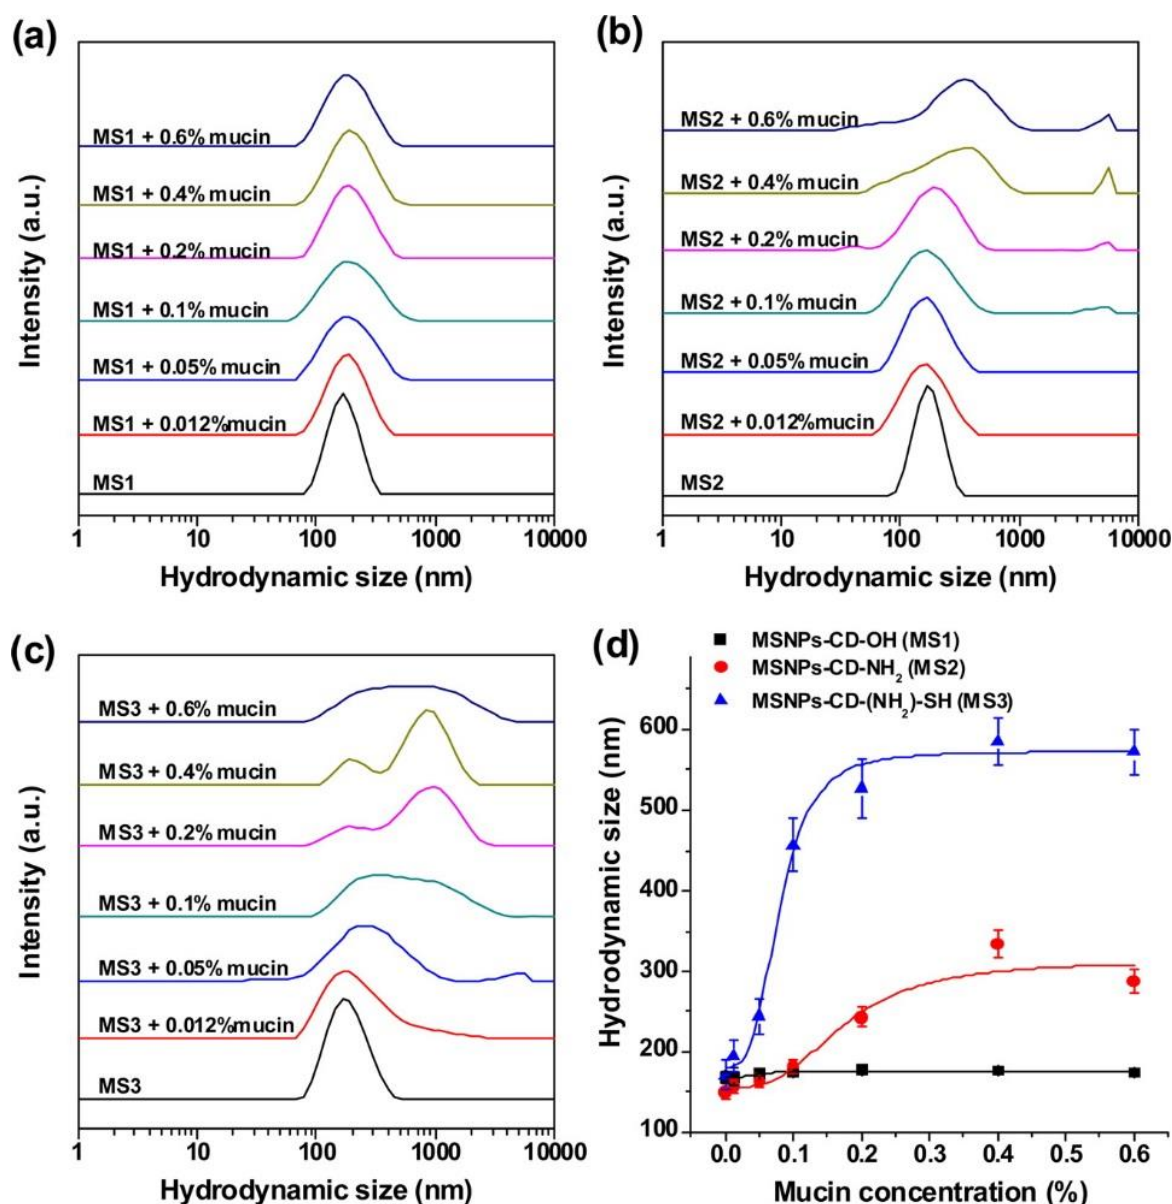 (a)
MS1 + 0.6% mucin
MS1 + 0.4% mucin
MS1 + 0.2% mucin
MS1 + 0.1% mucin
MS1 + 0.05% mucin
MS1 + 0.012%mucin
MS1
Intensity (a.u.)
1 10 100 1000 10000
Hydrodynamic size (nm)
(b)
MS2 + 0.6% mucin
MS2 + 0.4% mucin
MS2 + 0.2% mucin
MS2 + 0.1% mucin
MS2 + 0.05% mucin
MS2 + 0.012%mucin
MS2
Intensity (a.u.)
1 10 100 1000 10000
Hydrodynamic size (nm)
(c)
MS3 + 0.6% mucin
MS3 + 0.4% mucin
MS3 + 0.2% mucin
MS3 + 0.1% mucin
MS3 + 0.05% mucin
MS3 + 0.012%mucin
MS3
Intensity (a.u.)
1 10 100 1000 10000
Hydrodynamic size (nm)
(d)
MSNPs-CD-OH (MS1)
MSNPs-CD-NH₂ (MS2)
MSNPs-CD-(NH₂)-SH (MS3)
Hydrodynamic size (nm)
600
500
400
300
200
100
0.0 0.1 0.2 0.3 0.4 0.5 0.6
Mucin concentration (%)